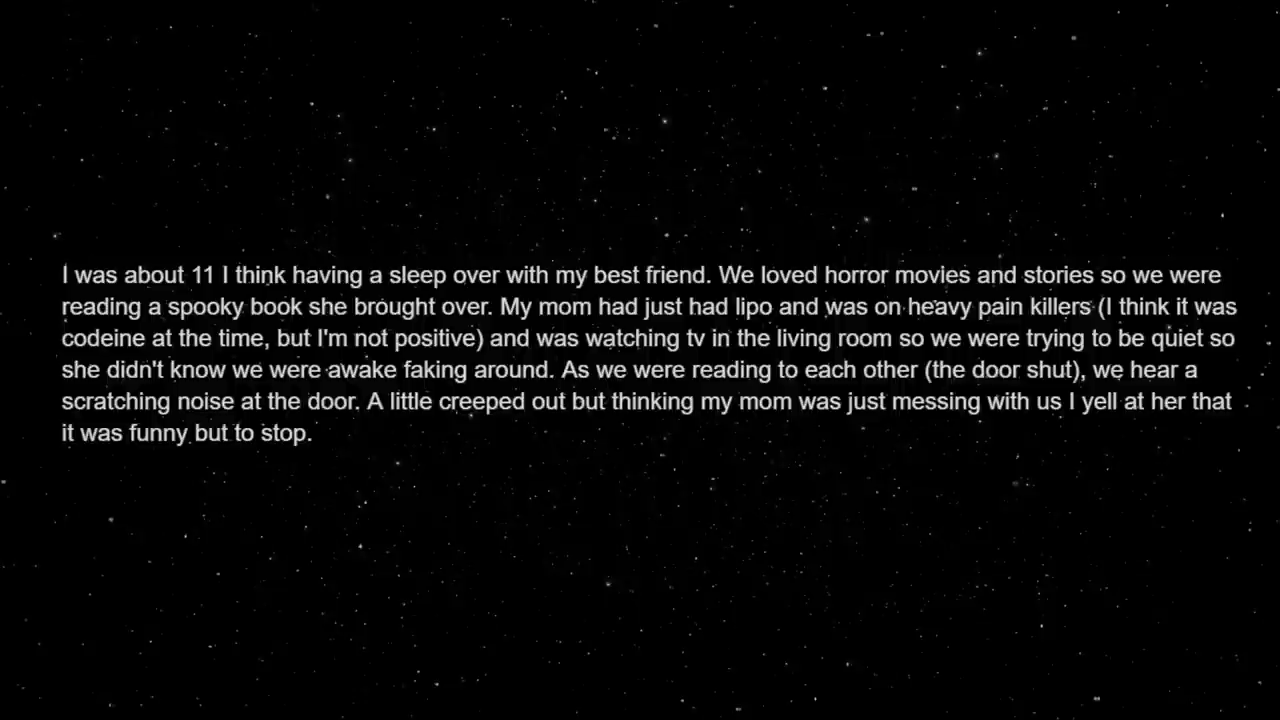 I was about 11 I think having a sleep over with my best friend. We loved horror movies and stories so we were
reading a spooky book she brought over. My mom had just had lipo and was on heavy pain killers (I think it was
codeine at the time, but I'm not positive) and was watching tv in the living room so we were trying to be quiet so
she didn't know we were awake faking around. As we were reading to each other (the door shut), we hear a
scratching noise at the door. A little creeped out but thinking my mom was just messing with us I yell at her that
it was funny but to stop.